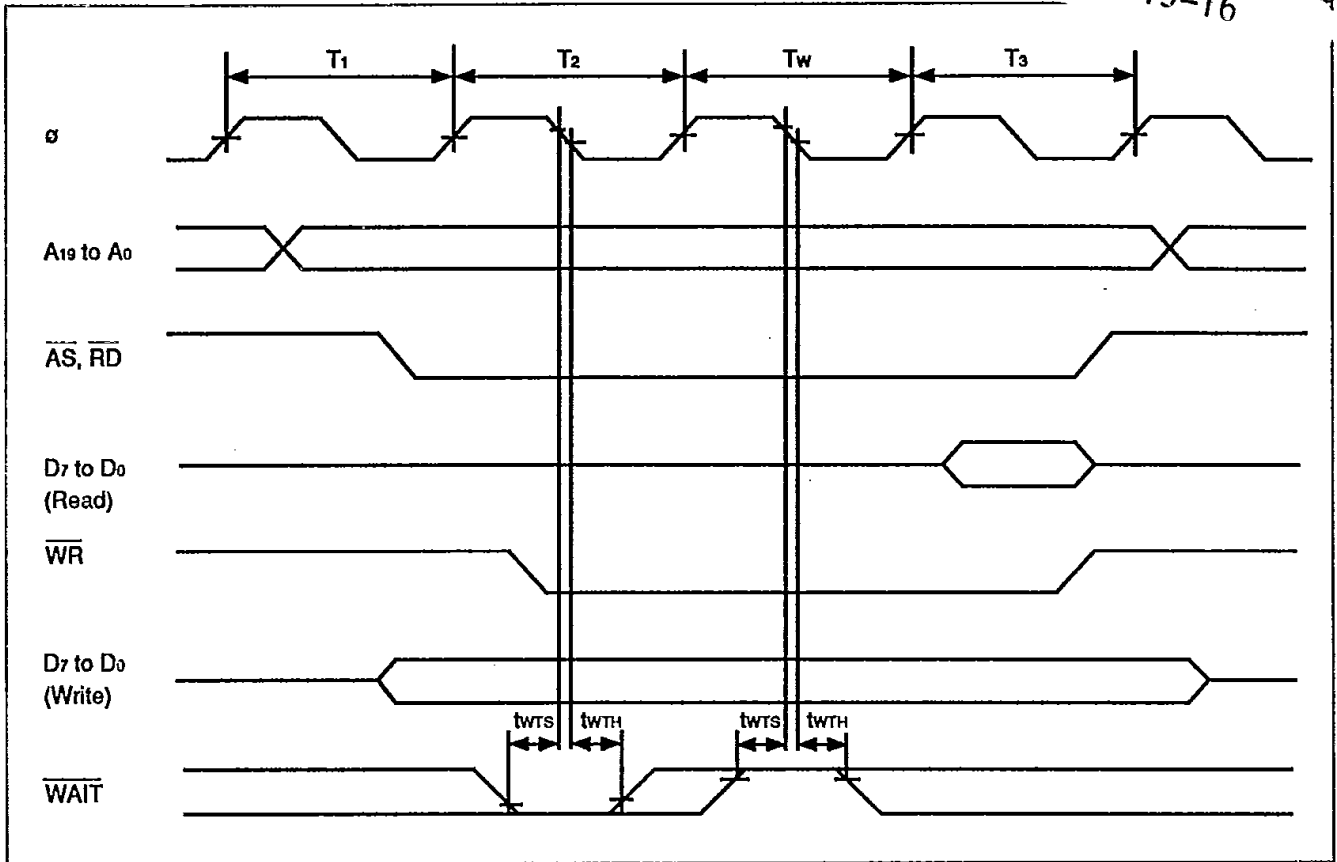 T1 T2 TW T3
ø
A19 to A0
AS, RD
D7 to D0
(Read)
WR
D7 to D0
(Write)
tWTS tWTH tWTS tWTH
WAIT